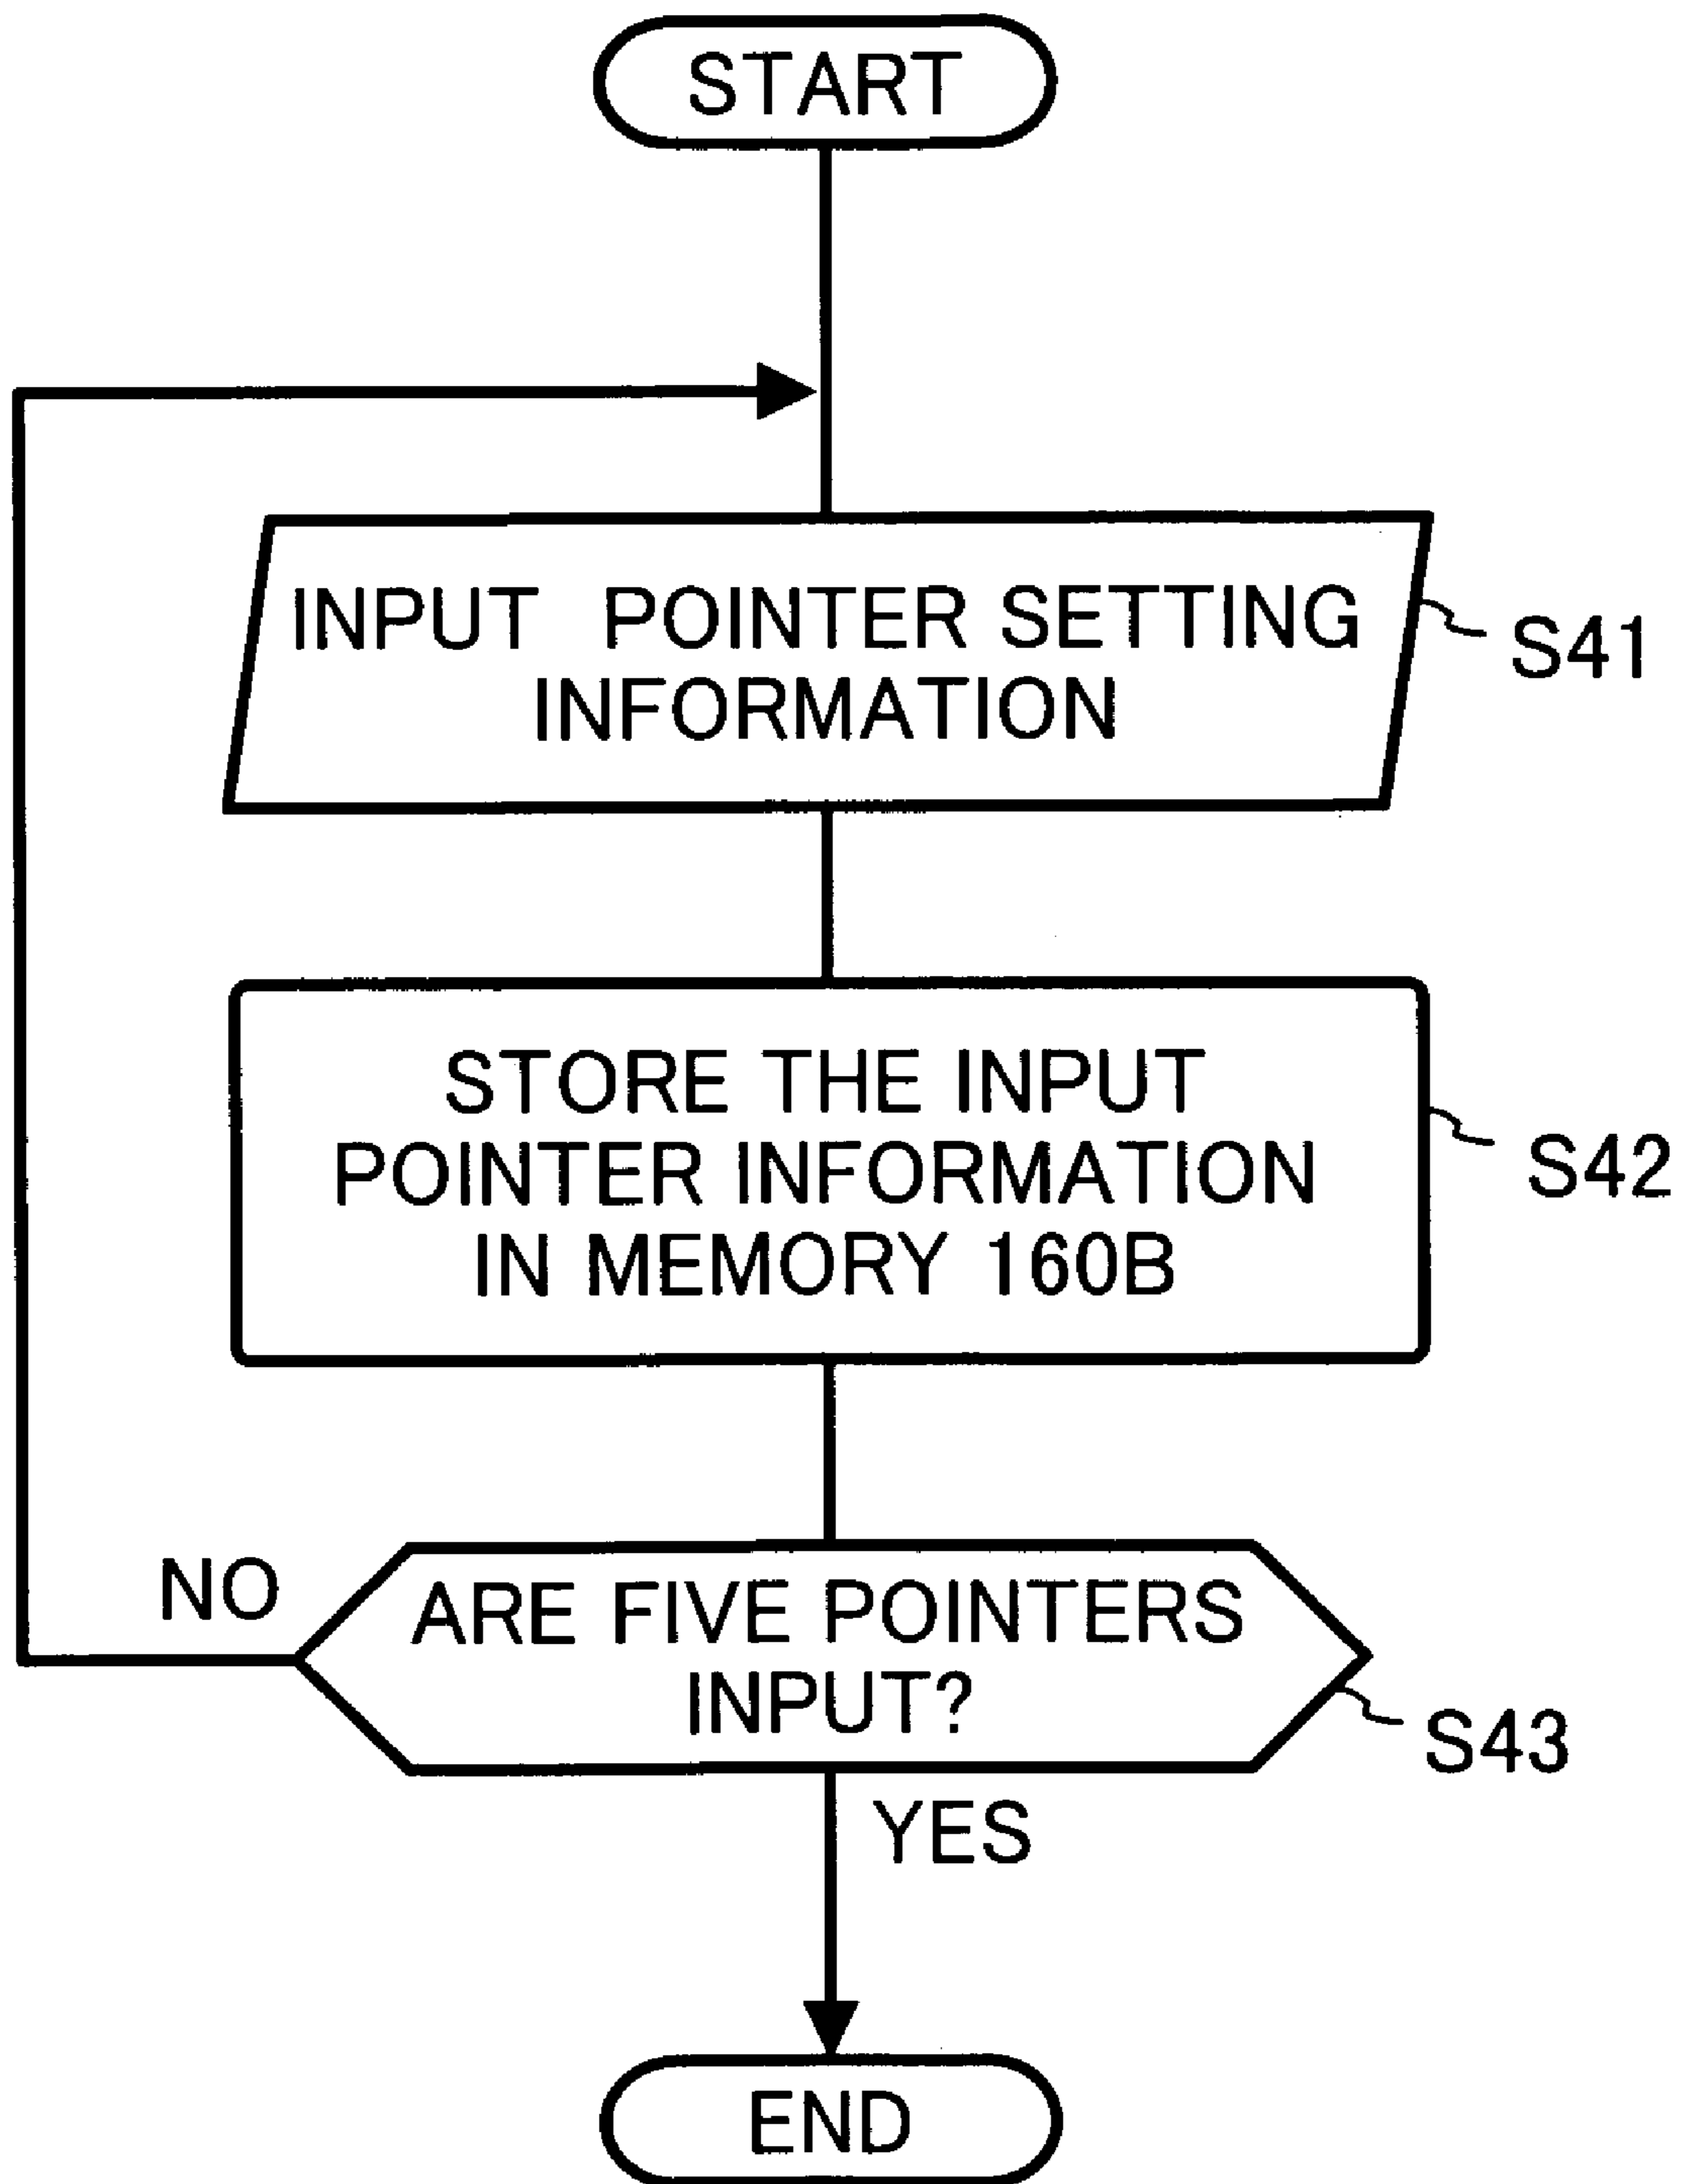 START
INPUT POINTER SETTING
INFORMATION
S41
STORE THE INPUT
POINTER INFORMATION
IN MEMORY 160B
S42
NO
ARE FIVE POINTERS
INPUT?
S43
YES
END